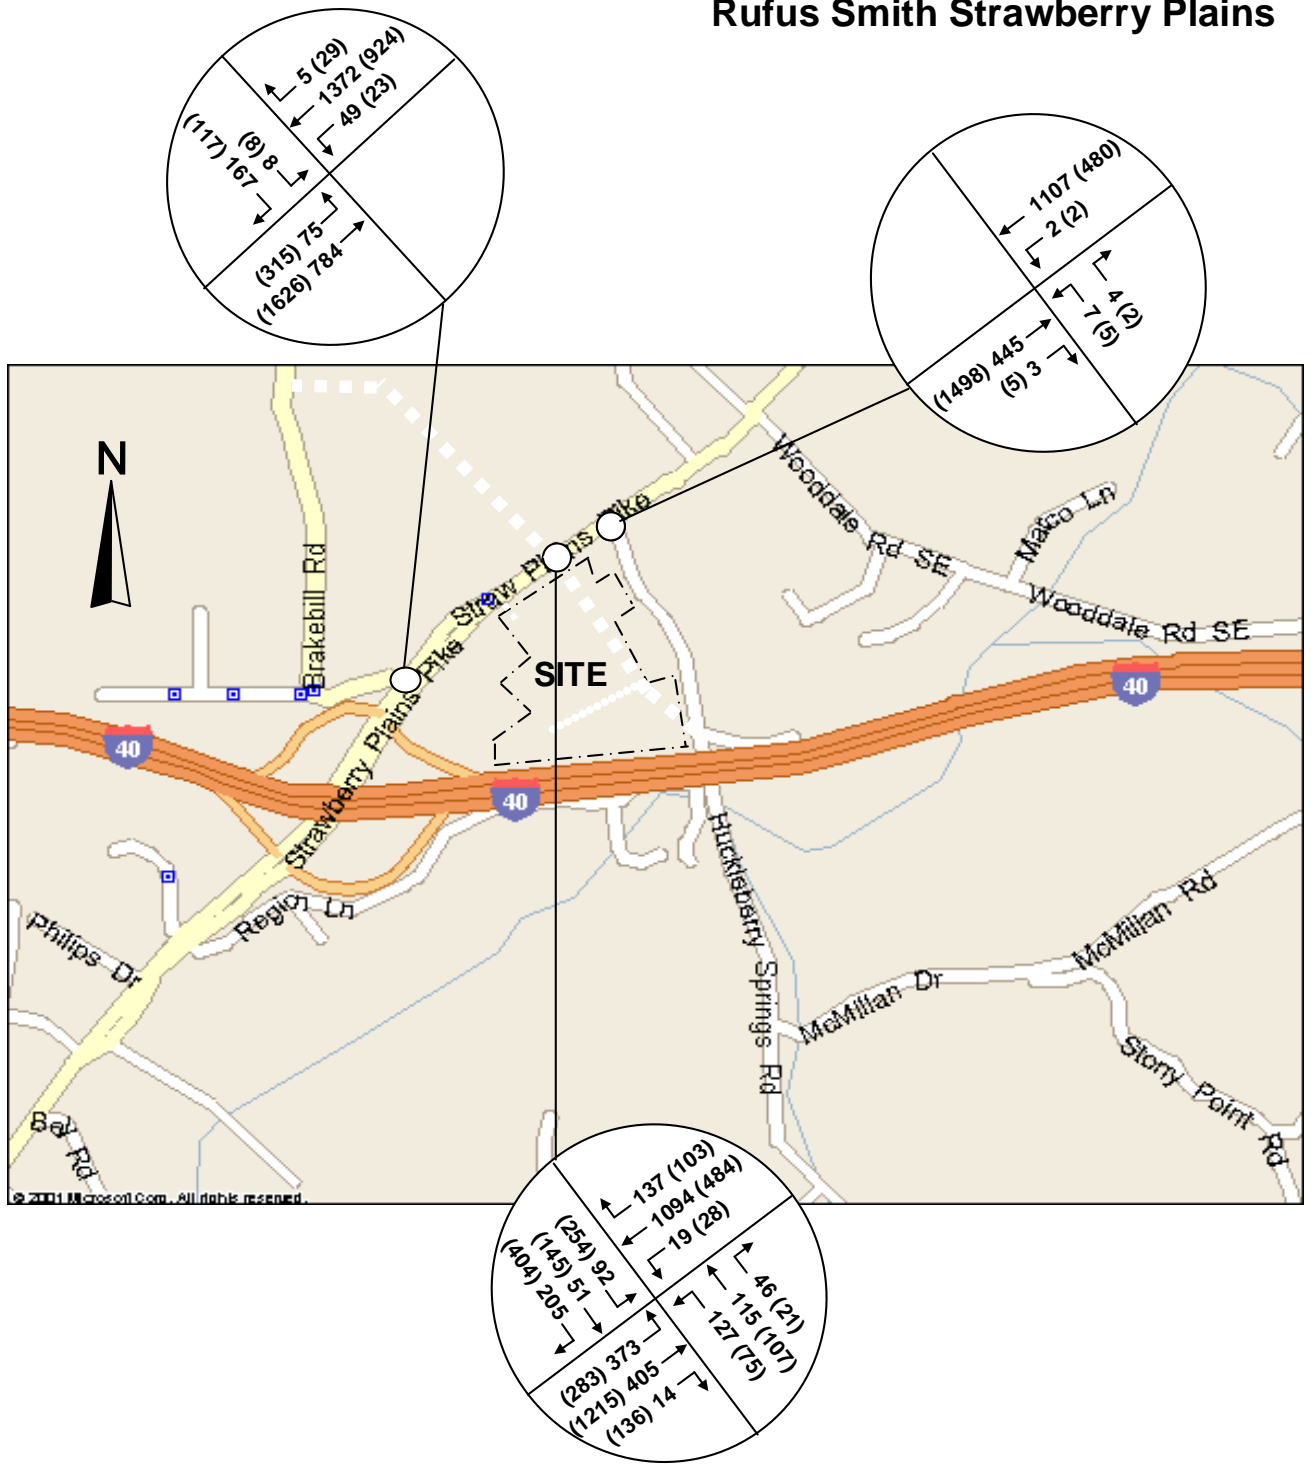 Rufus Smith Strawberry Plains
5 (29)
1372 (924)
49 (23)
(8) 8
(117) 167
(315) 75
(1626) 784
1107 (480)
2 (2)
4 (2)
7 (5)
(1498) 445
(5) 3
N
Brakebill Rd
Straw Plains Pike
Strawberry Plains Pike
SITE
Wooddale Rd SE
Malco Ln
Wooddale Rd SE
40
40
40
Region Ln
Philips Dr
Huckleberry Springs Rd
McMillan Rd
McMillan Dr
Stony Point Rd
Bay Rd
© 2001 Microsoft Corp. All rights reserved.
137 (103)
1094 (484)
19 (28)
(254) 92
(145) 51
(404) 205
46 (21)
115 (107)
127 (75)
(283) 373
(1215) 405
(136) 14